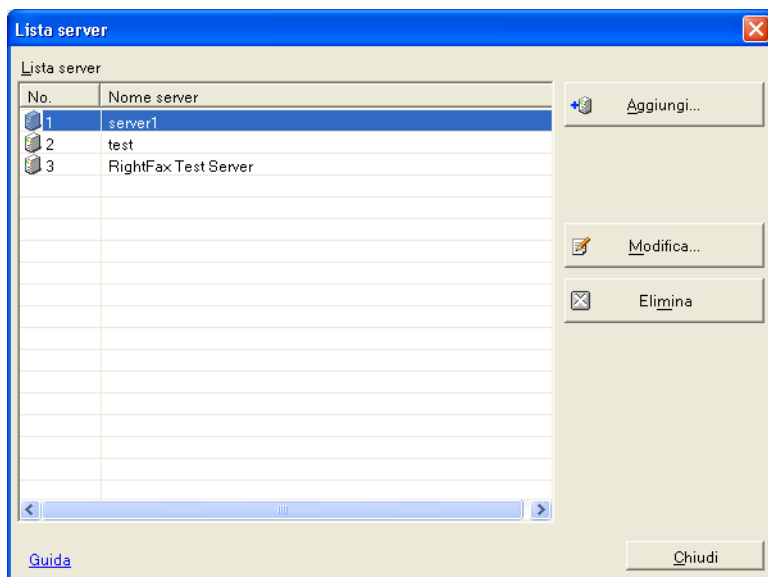 Lista server
Lista server
No. Nome server
1 server1
2 test
3 RightFax Test Server
Aggiungi...
Modifica...
Elimina
Guida
Chiudi